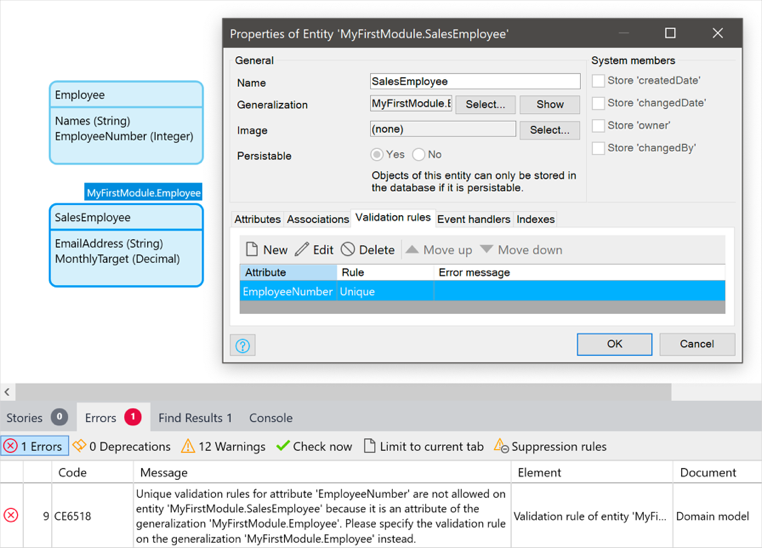 Properties of Entity 'MyFirstModule.SalesEmployee'
General
System members
Name
SalesEmployee
Store 'createdDate'
Generalization
MyFirstModule.E
Select...
Show
Store 'changedDate'
Image
(none)
Select...
Store 'owner'
Persistable
Yes
No
Store 'changedBy'
Objects of this entity can only be stored in
the database if it is persistable.
Employee
Names (String)
EmployeeNumber (Integer)
MyFirstModule.Employee
SalesEmployee
EmailAddress (String)
MonthlyTarget (Decimal)
Attributes
Associations
Validation rules
Event handlers
Indexes
New
Edit
Delete
Move up
Move down
Attribute
Rule
Error message
EmployeeNumber
Unique
?
OK
Cancel
Stories 0
Errors 1
Find Results 1
Console
1 Errors
0 Deprecations
12 Warnings
Check now
Limit to current tab
Suppression rules
Code
Message
Element
Document
9
CE6518
Unique validation rules for attribute 'EmployeeNumber' are not allowed on
entity 'MyFirstModule.SalesEmployee' because it is an attribute of the
generalization 'MyFirstModule.Employee'. Please specify the validation rule
on the generalization 'MyFirstModule.Employee' instead.
Validation rule of entity 'MyFi...
Domain model